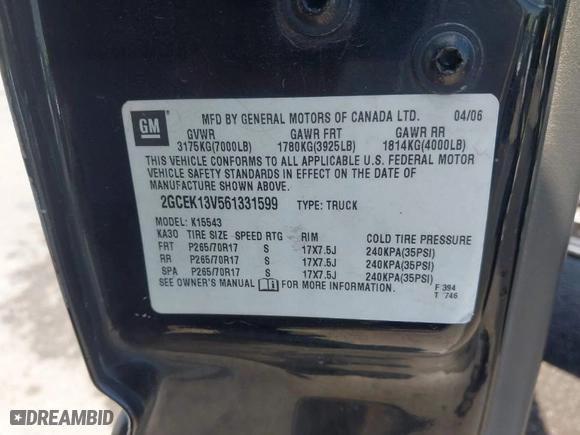 GM
MFD BY GENERAL MOTORS OF CANADA LTD. 04/06
GVWR GAWR FRT GAWR RR
3175KG(7000LB) 1780KG(3925LB) 1814KG(4000LB)
THIS VEHICLE CONFORMS TO ALL APPLICABLE U.S. FEDERAL MOTOR
VEHICLE SAFETY STANDARDS IN EFFECT ON THE DATE OF
MANUFACTURE SHOWN ABOVE.
2GCEK13V561331599 TYPE: TRUCK
MODEL: K15543
KA30 TIRE SIZE SPEED RTG RIM COLD TIRE PRESSURE
FRT P265/70R17 S 17X7.5J 240KPA(35PSI)
RR P265/70R17 S 17X7.5J 240KPA(35PSI)
SPA P265/70R17 S 17X7.5J 240KPA(35PSI)
SEE OWNER'S MANUAL FOR MORE INFORMATION.
F 394
T 746
DREAMBID